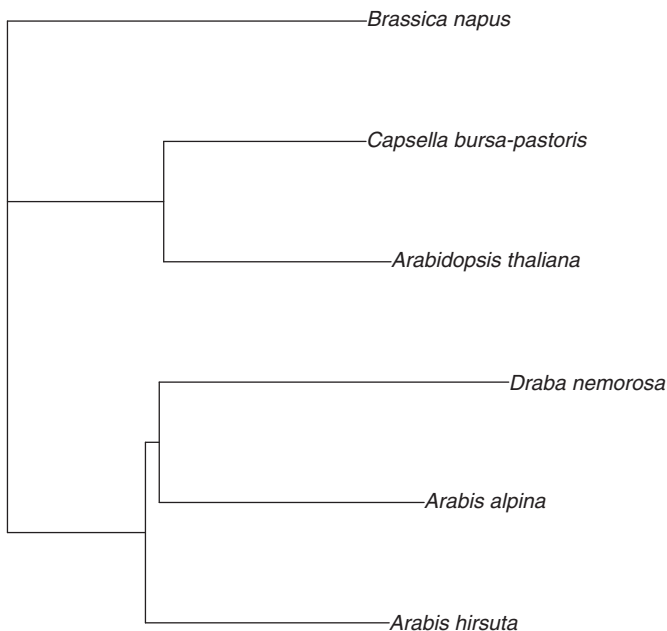 Brassica napus
Capsella bursa-pastoris
Arabidopsis thaliana
Draba nemorosa
Arabis alpina
Arabis hirsuta